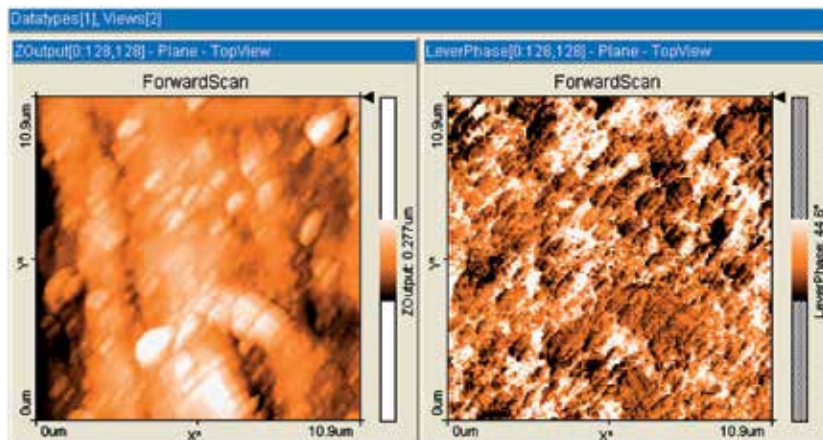 Datatypes[1], Views[2]
ZOutput[0:128,128] - Plane - TopView
ForwardScan
10.9um
Y*
0um
0um
X*
10.9um
ZOutput: 0.277um
LeverPhase[0:128,128] - Plane - TopView
ForwardScan
10.9um
Y*
0um
0um
X*
10.9um
LeverPhase: 44.6°